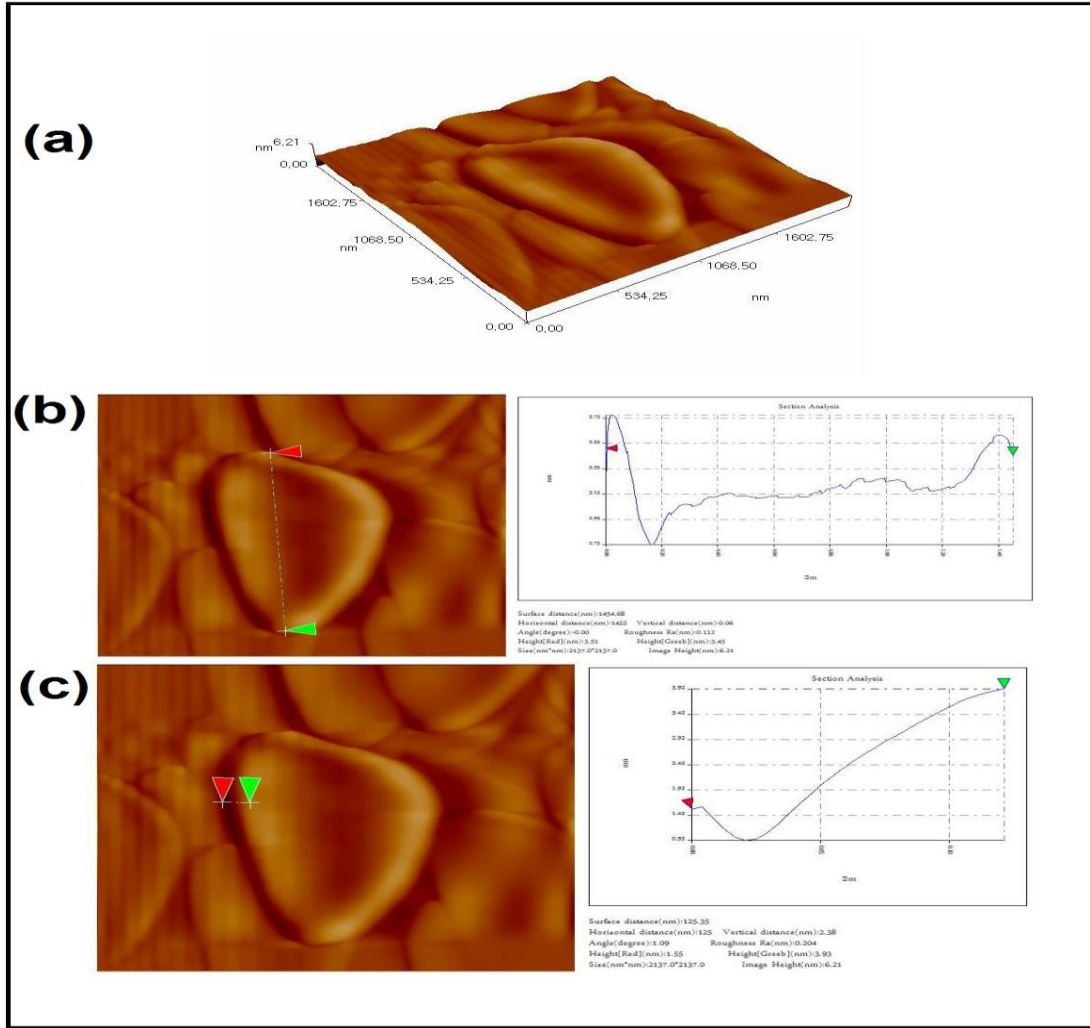 (a)
nm 6,21
0,00
1602,75
1068,50
nm
534,25
0,00
0,00
534,25
1068,50
nm
1602,75
(b)
Section Analysis
Surface distance(nm):1454.68
Horizontal distance(nm):1455 Vertical distance(nm):0.06
Angle(degree):-0.00 Roughness Ra(nm):0.112
Height[Red](nm):3.51 Height[Greeb](nm):3.45
Size(nm*nm):2137.0*2137.0 Image Height(nm):6.21
(c)
Section Analysis
3.93
3.42
2.92
2.42
1.92
1.42
0.92
Surface distance(nm):125.35
Horizontal distance(nm):125 Vertical distance(nm):2.38
Angle(degree):1.09 Roughness Ra(nm):0.204
Height[Red](nm):1.55 Height[Greeb](nm):3.93
Size(nm*nm):2137.0*2137.0 Image Height(nm):6.21